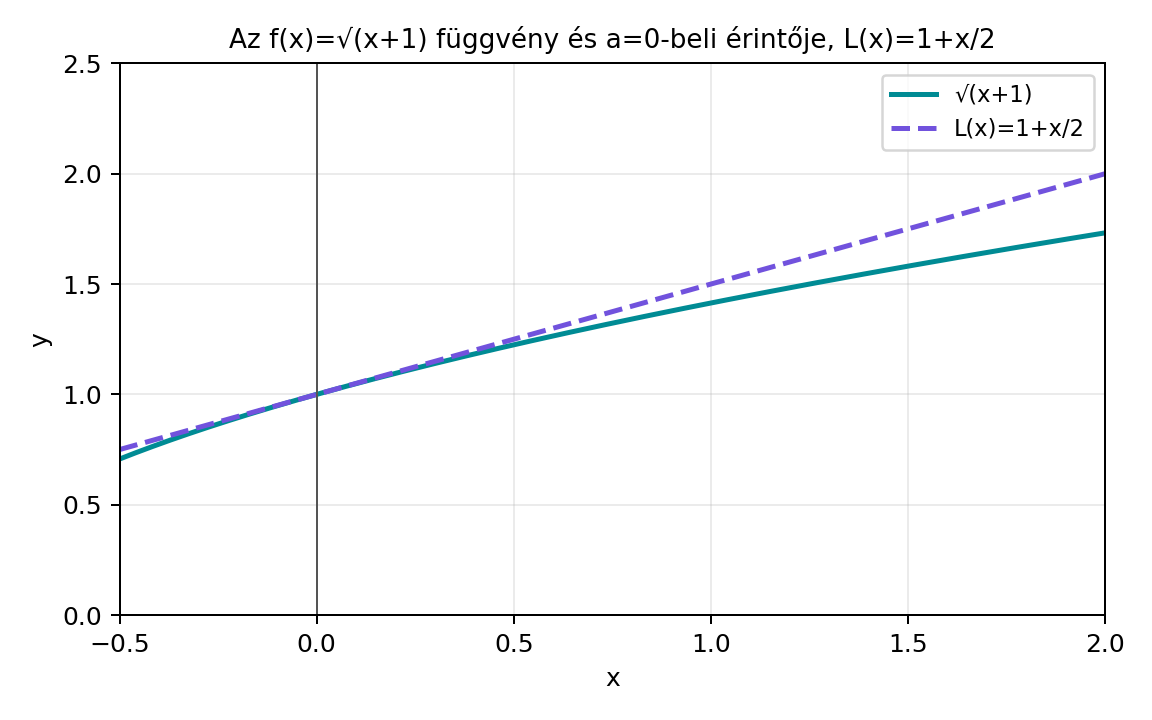 Az f(x)=√(x+1) függvény és a=0-beli érintője, L(x)=1+x/2
2.5
2.0
1.5
1.0
0.5
0.0
y
√(x+1)
L(x)=1+x/2
−0.5 0.0 0.5 1.0 1.5 2.0
x